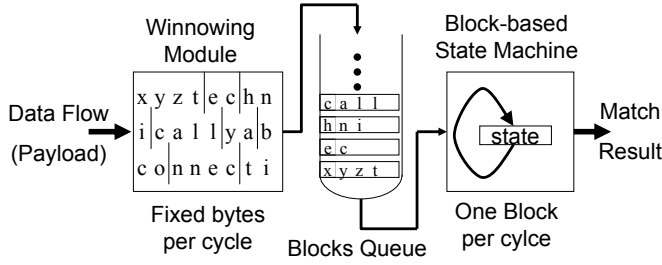 Winnowing
Module
Block-based
State Machine
Data Flow
(Payload)
x y z t e c h n
i c a l l y a b
c o n n e c t i
c a l l
h n i
e c
x y z t
state
Match
Result
Fixed bytes
per cycle
Blocks Queue
One Block
per cylce